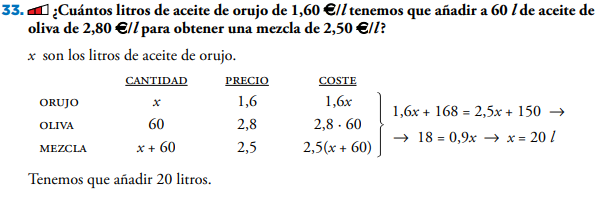 33. ¿Cuántos litros de aceite de orujo de 1,60 €/l tenemos que añadir a 60 l de aceite de
oliva de 2,80 €/l para obtener una mezcla de 2,50 €/l?
x son los litros de aceite de orujo.
CANTIDAD PRECIO COSTE
ORUJO x 1,6 1,6x
OLIVA 60 2,8 2,8 · 60
MEZCLA x + 60 2,5 2,5(x + 60)
1,6x + 168 = 2,5x + 150 →
→ 18 = 0,9x → x = 20 l
Tenemos que añadir 20 litros.